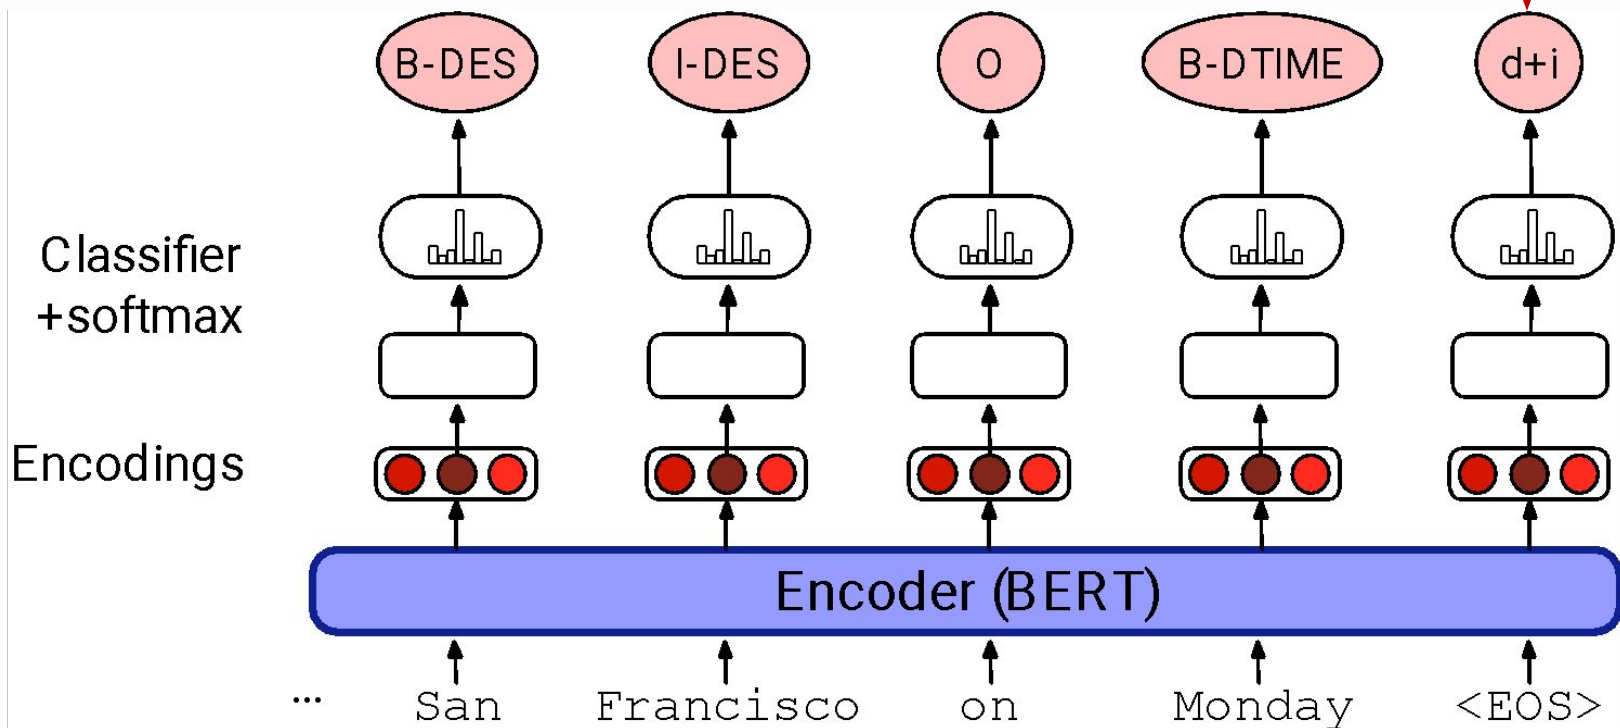 B-DES I-DES O B-DTIME d+i
Classifier
+softmax
Encodings
Encoder (BERT)
... San Francisco on Monday <EOS>